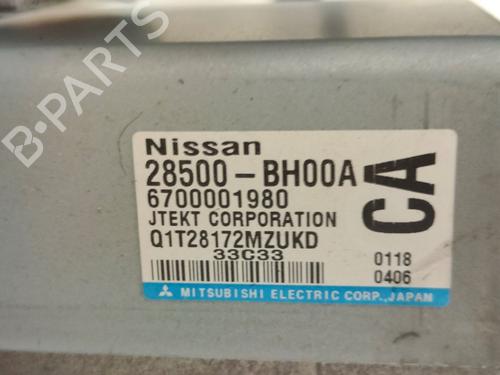 Nissan
28500-BH00A
6700001980
JTEKT CORPORATION
Q1T28172MZUKD
33C33
CA
0118
0406
MITSUBISHI ELECTRIC CORP., JAPAN
B-PARTS